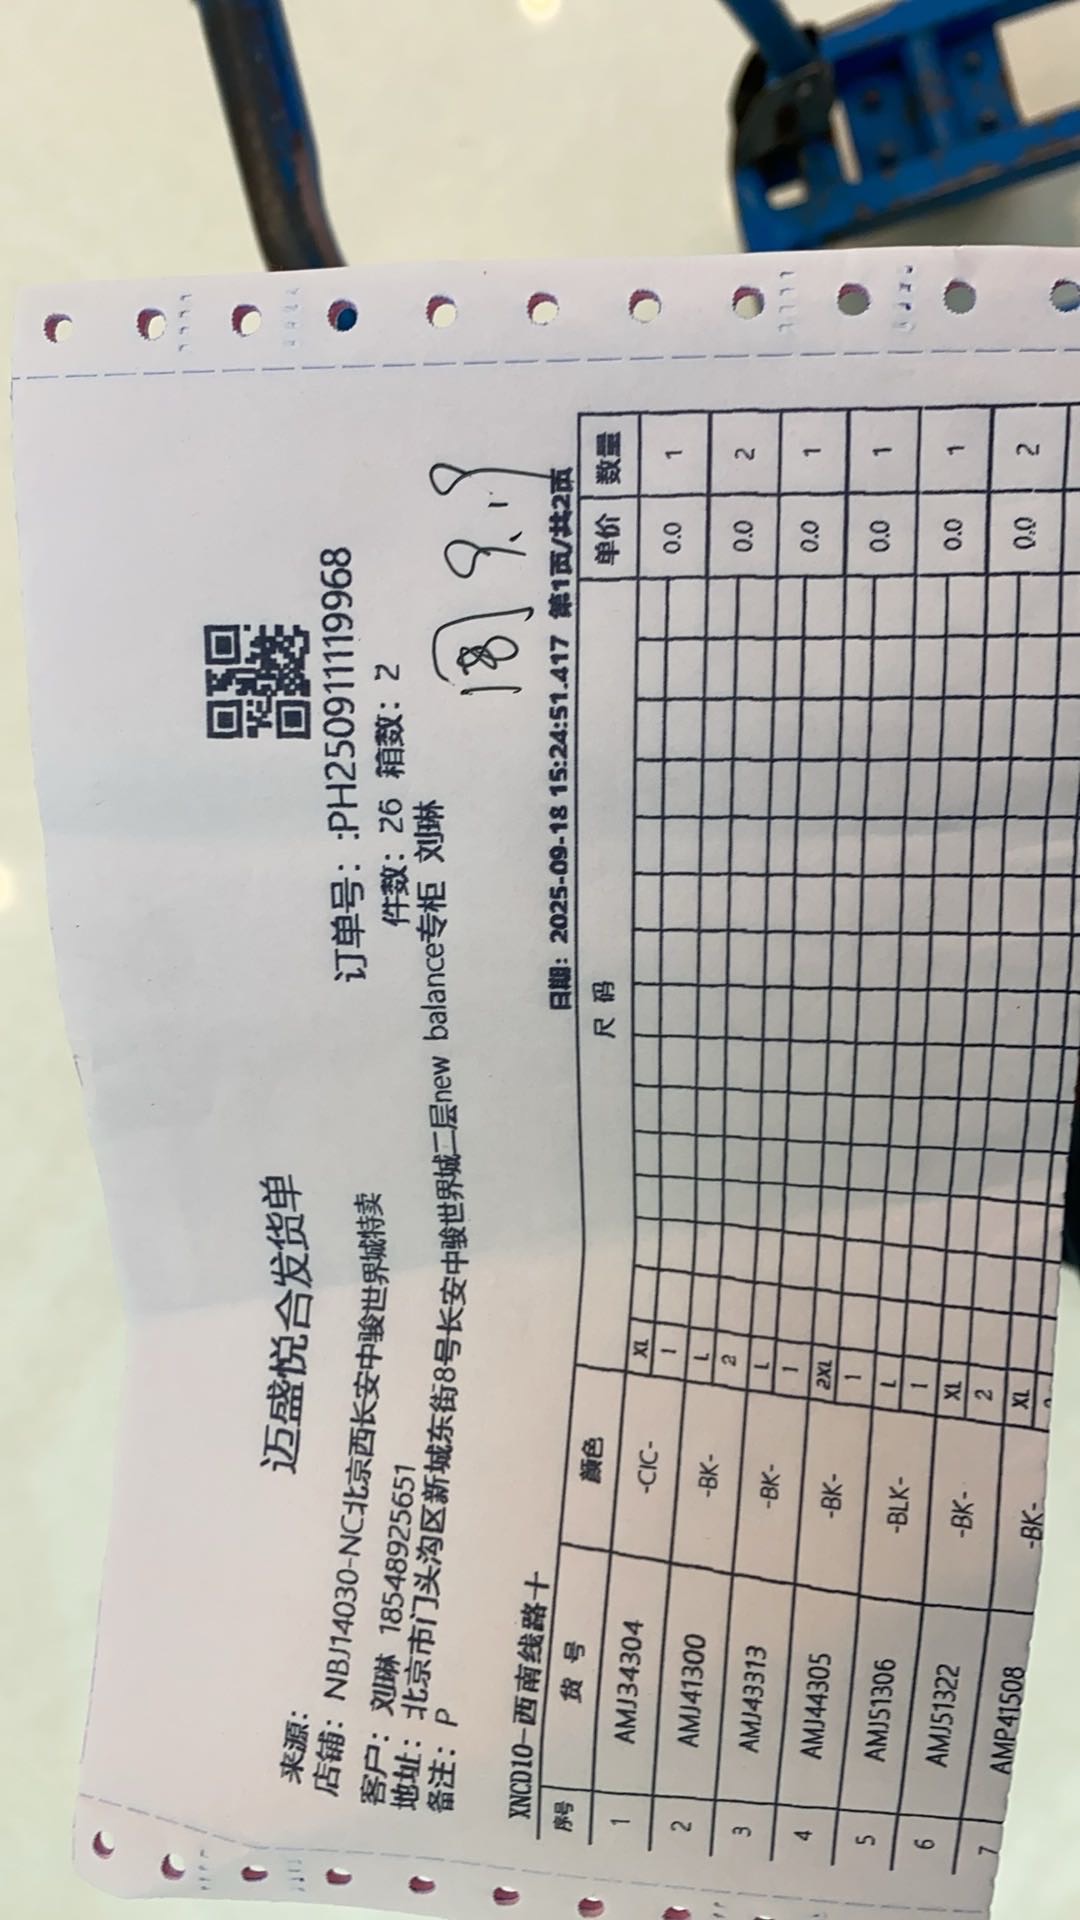 迈盛悦合发货单
来源:
店铺: NBJ14030-NC北京西长安中骏世界城特卖
订单号: :PH250911119968
客户: 刘琳 18548925651
件数: 26 箱数: 2
地址: 北京市门头沟区新城东街8号长安中骏世界城二层new balance专柜 刘琳
备注: P
周 9.19
XNCD10-西南线路十
日期: 2025-09-18 15:24:51.417 第1页/共2页
序号 货号 颜色 尺码 单价 数量
1 AMJ34304 -CIC- XL 1 0.0 1
2 AMJ41300 -BK- L 2 0.0 2
3 AMJ43313 -BK- L 1 0.0 1
4 AMJ44305 -BK- 2XL 1 0.0 1
5 AMJ51306 -BLK- L 1 0.0 1
6 AMJ51322 -BK- XL 2 0.0 2
7 AMP41508 -BK- XL